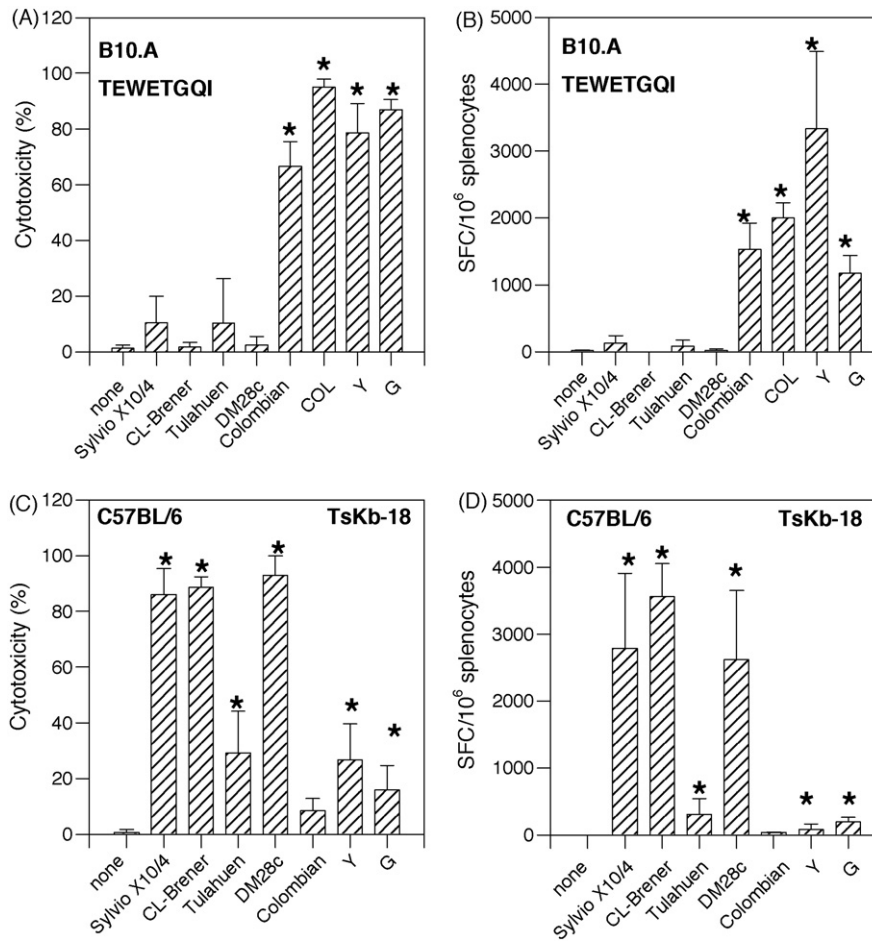 (A)
120
100
80
60
40
20
0
Cytotoxicity (%)
B10.A
TEWETGQI
* * * *
none
Sylvio X10/4
CL-Brener
Tulahuen
DM28c
Colombian
COL
Y
G
(B)
5000
4000
3000
2000
1000
0
SFC/10⁶ splenocytes
B10.A
TEWETGQI
* * * *
none
Sylvio X10/4
CL-Brener
Tulahuen
DM28c
Colombian
COL
Y
G
(C)
120
100
80
60
40
20
0
Cytotoxicity (%)
C57BL/6 TsKb-18
* * * * * *
none
Sylvio X10/4
CL-Brener
Tulahuen
DM28c
Colombian
Y
G
(D)
5000
4000
3000
2000
1000
0
SFC/10⁶ splenocytes
C57BL/6 TsKb-18
* * * * * *
none
Sylvio X10/4
CL-Brener
Tulahuen
DM28c
Colombian
Y
G